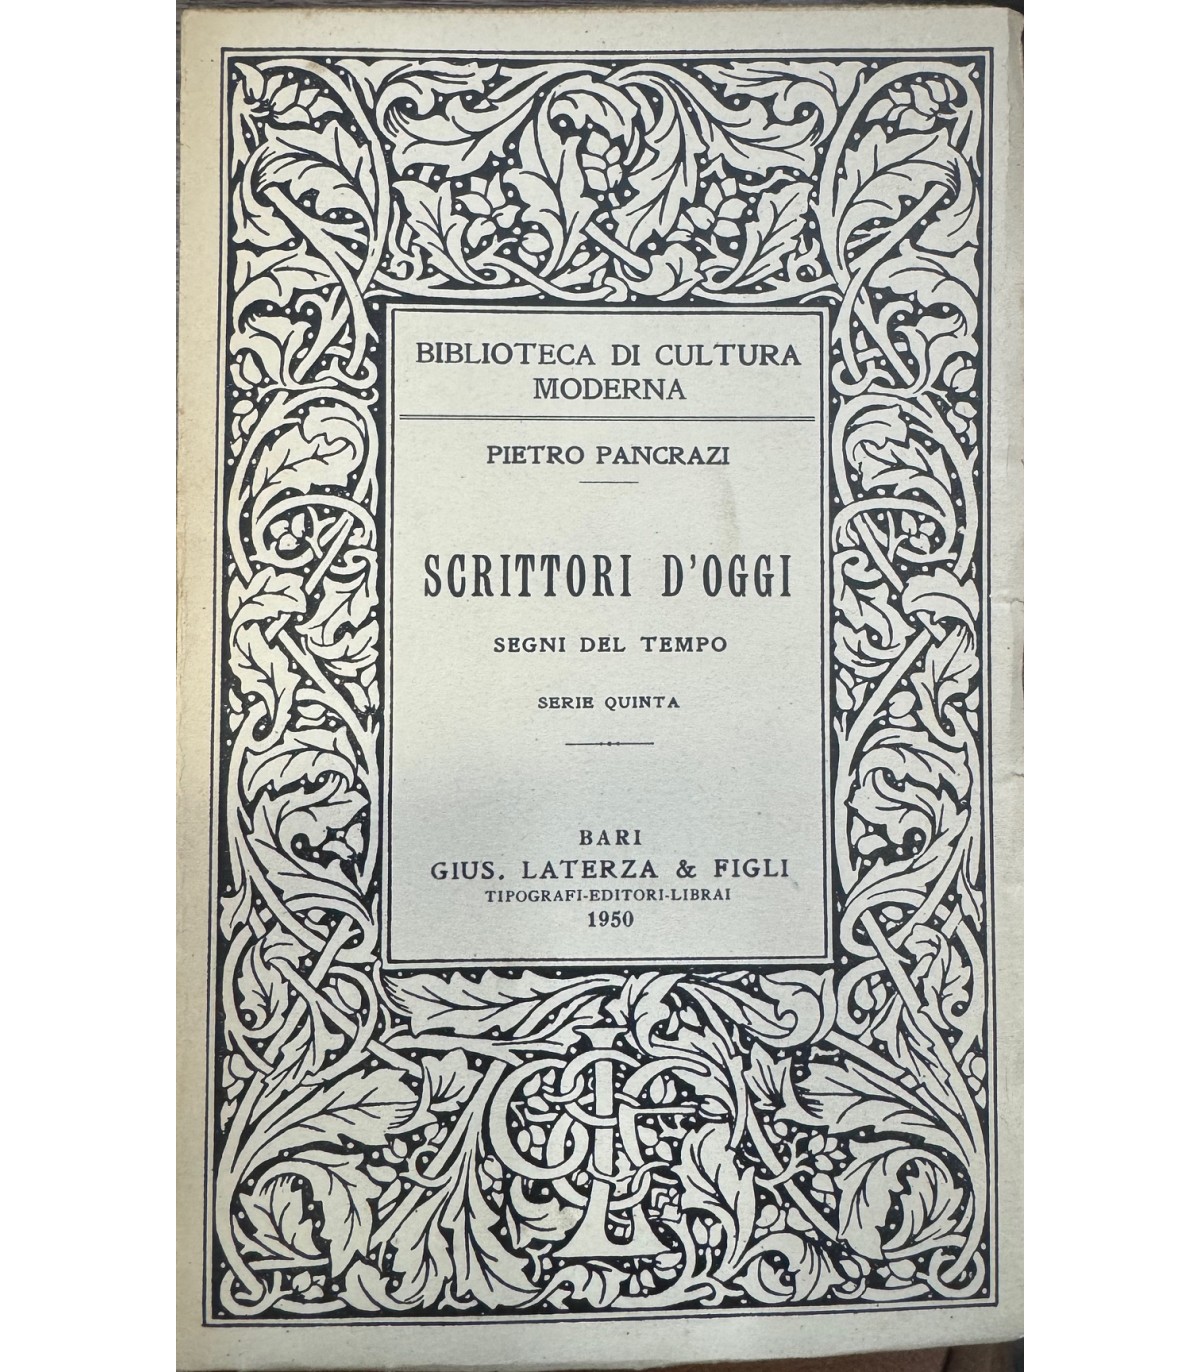 BIBLIOTECA DI CULTURA
MODERNA
PIETRO PANCRAZI
SCRITTORI D'OGGI
SEGNI DEL TEMPO
SERIE QUINTA
BARI
GIUS. LATERZA & FIGLI
TIPOGRAFI-EDITORI-LIBRAI
1950